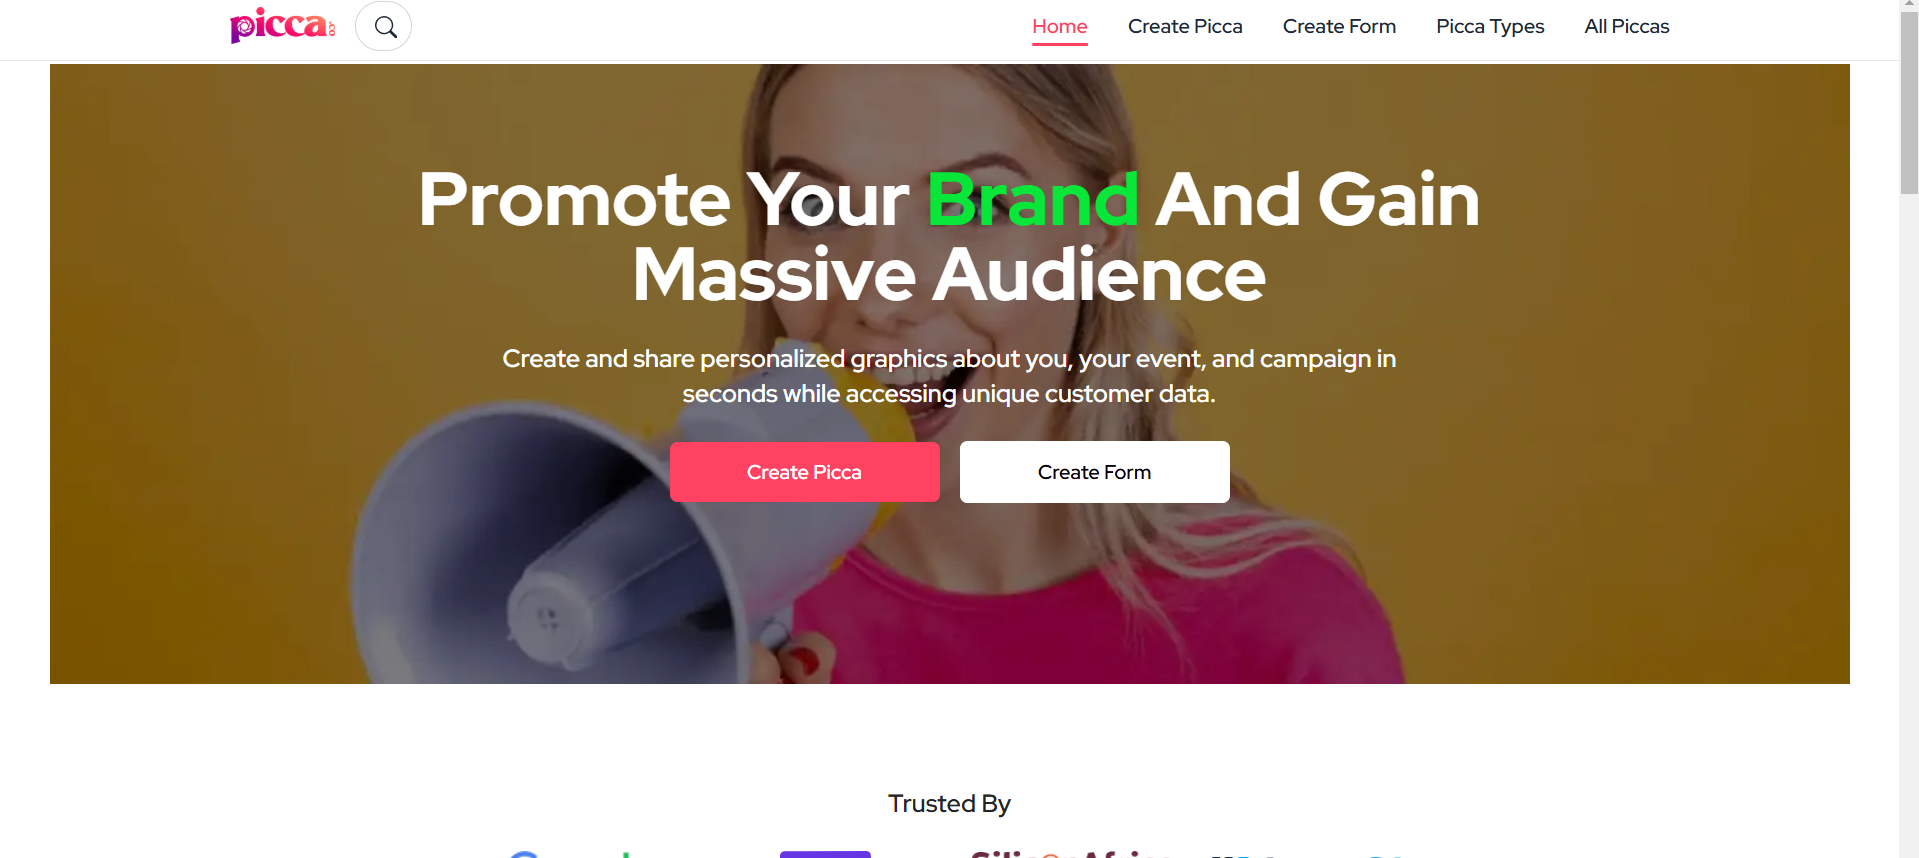 picca.co
Home
Create Picca
Create Form
Picca Types
All Piccas
Promote Your Brand And Gain
Massive Audience
Create and share personalized graphics about you, your event, and campaign in
seconds while accessing unique customer data.
Create Picca
Create Form
Trusted By